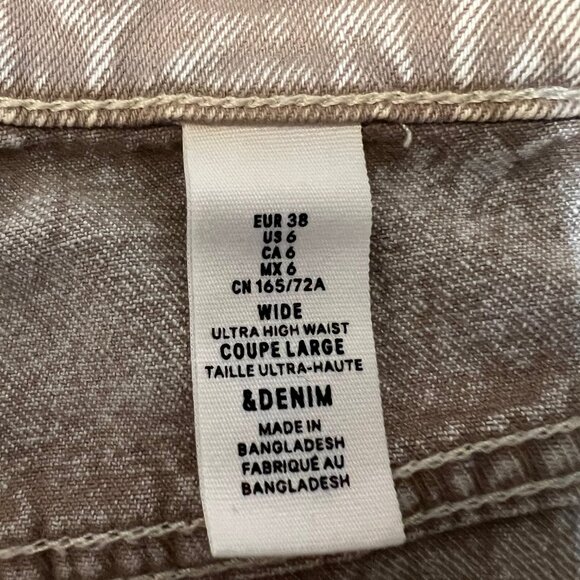 EUR 38
US 6
CA 6
MX 6
CN 165/72A
WIDE
ULTRA HIGH WAIST
COUPE LARGE
TAILLE ULTRA-HAUTE
&DENIM
MADE IN
BANGLADESH
FABRIQUÉ AU
BANGLADESH